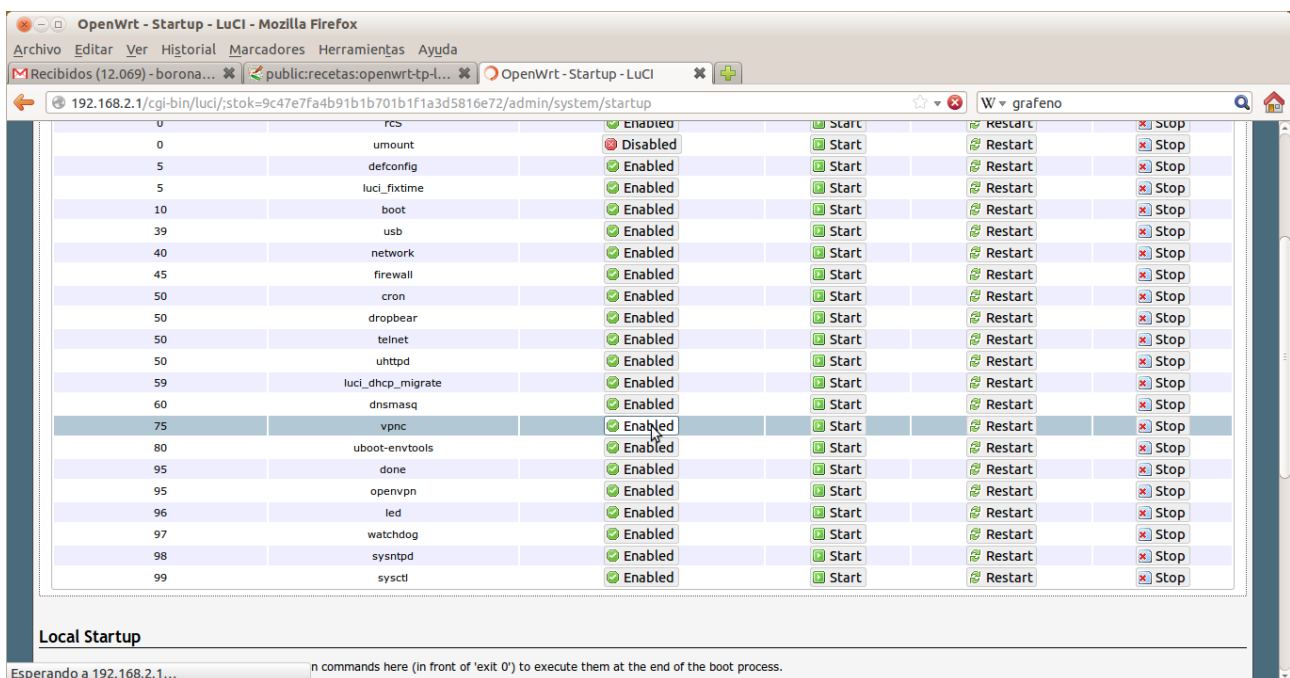 OpenWrt - Startup - LuCI - Mozilla Firefox
Archivo Editar Ver Historial Marcadores Herramientas Ayuda
Recibidos (12.069) - borona... public:recetas:openwrt-tp-l... OpenWrt - Startup - LuCI
192.168.2.1/cgi-bin/luci/;stok=9c47e7fa4b91b1b701b1f1a3d5816e72/admin/system/startup W grafeno
0 rcS Enabled Start Restart Stop
0 umount Disabled Start Restart Stop
5 defconfig Enabled Start Restart Stop
5 luci_fixtime Enabled Start Restart Stop
10 boot Enabled Start Restart Stop
39 usb Enabled Start Restart Stop
40 network Enabled Start Restart Stop
45 firewall Enabled Start Restart Stop
50 cron Enabled Start Restart Stop
50 dropbear Enabled Start Restart Stop
50 telnet Enabled Start Restart Stop
50 uhttpd Enabled Start Restart Stop
59 luci_dhcp_migrate Enabled Start Restart Stop
60 dnsmasq Enabled Start Restart Stop
75 vpnc Enabled Start Restart Stop
80 uboot-envtools Enabled Start Restart Stop
95 done Enabled Start Restart Stop
95 openvpn Enabled Start Restart Stop
96 led Enabled Start Restart Stop
97 watchdog Enabled Start Restart Stop
98 sysntpd Enabled Start Restart Stop
99 sysctl Enabled Start Restart Stop
Local Startup
n commands here (in front of 'exit 0') to execute them at the end of the boot process.
Esperando a 192.168.2.1...